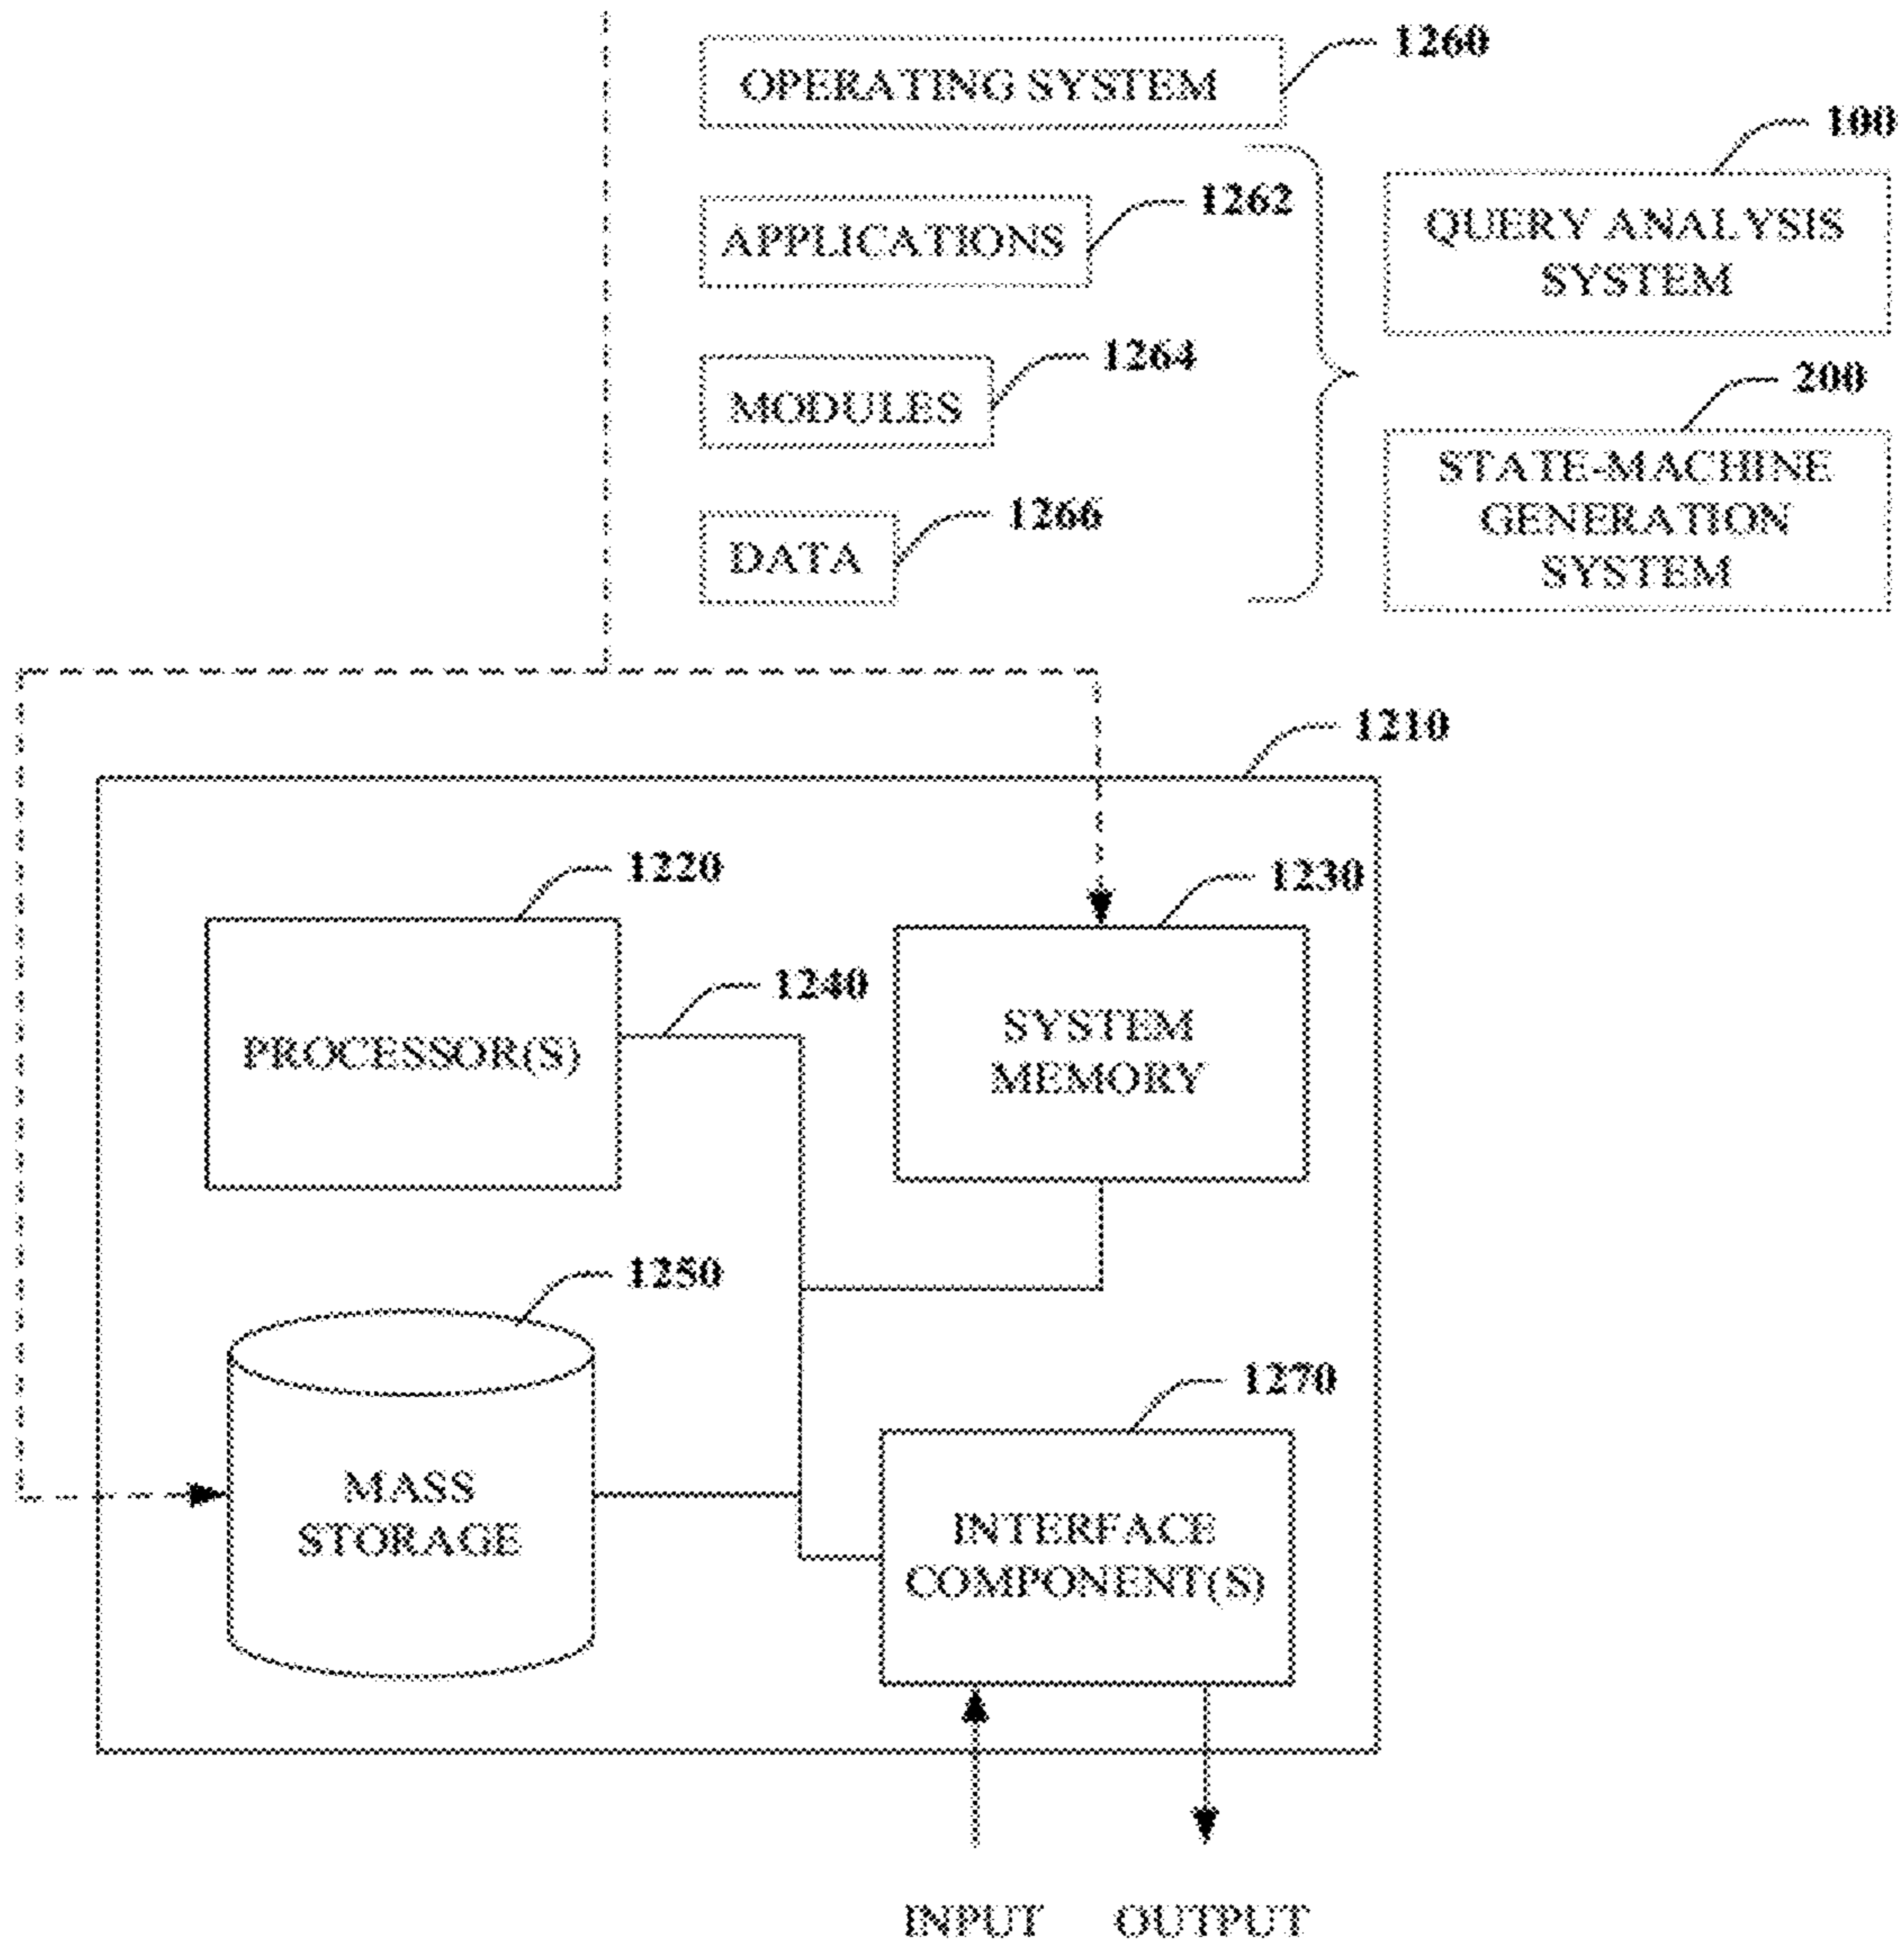 1260
OPERATING SYSTEM
100
1262
APPLICATIONS
QUERY ANALYSIS
SYSTEM
1264
MODULES
200
STATE-MACHINE
GENERATION
SYSTEM
1266
DATA
1210
1220
1230
1240
PROCESSOR(S)
SYSTEM
MEMORY
1250
MASS
STORAGE
1270
INTERFACE
COMPONENT(S)
INPUT
OUTPUT